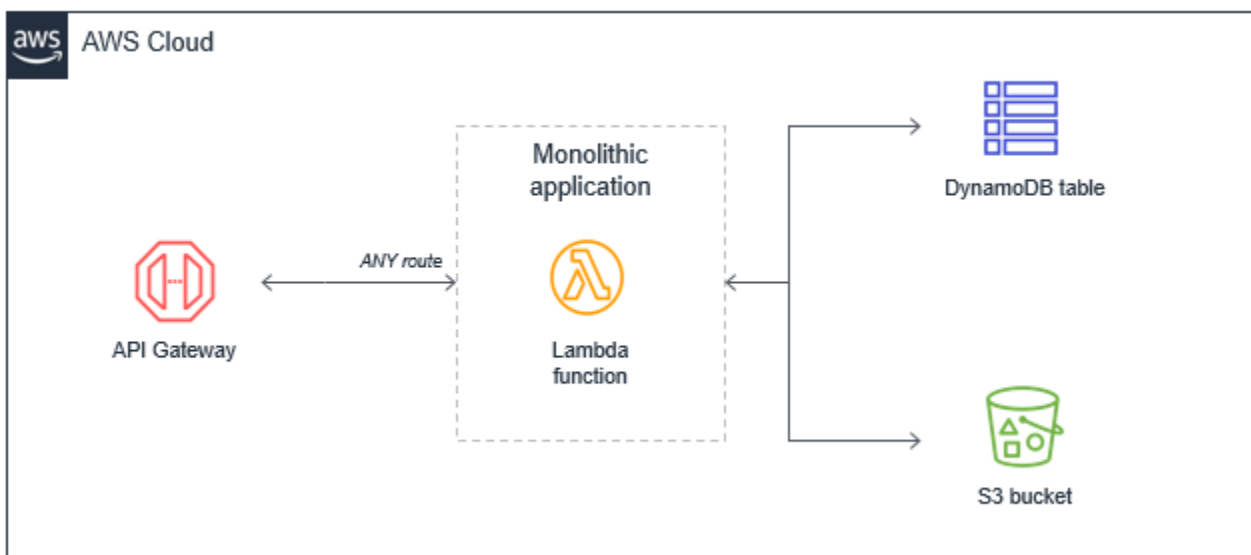 aws
AWS Cloud
Monolithic
application
DynamoDB table
ANY route
API Gateway
Lambda
function
S3 bucket